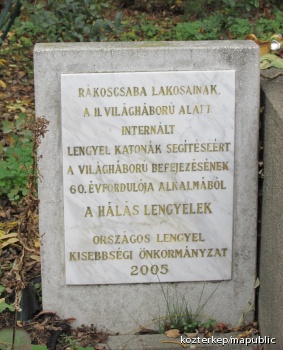 RÁKOSCSABA LAKOSAINAK,
A II. VILÁGHÁBORÚ ALATT
INTERNÁLT
LENGYEL KATONÁK SEGÍTÉSÉÉRT
A VILÁGHÁBORÚ BEFEJEZÉSÉNEK
60. ÉVFORDULÓJA ALKALMÁBÓL
A HÁLÁS LENGYELEK
ORSZÁGOS LENGYEL
KISEBBSÉGI ÖNKORMÁNYZAT
2005
kozterkep/mapublic